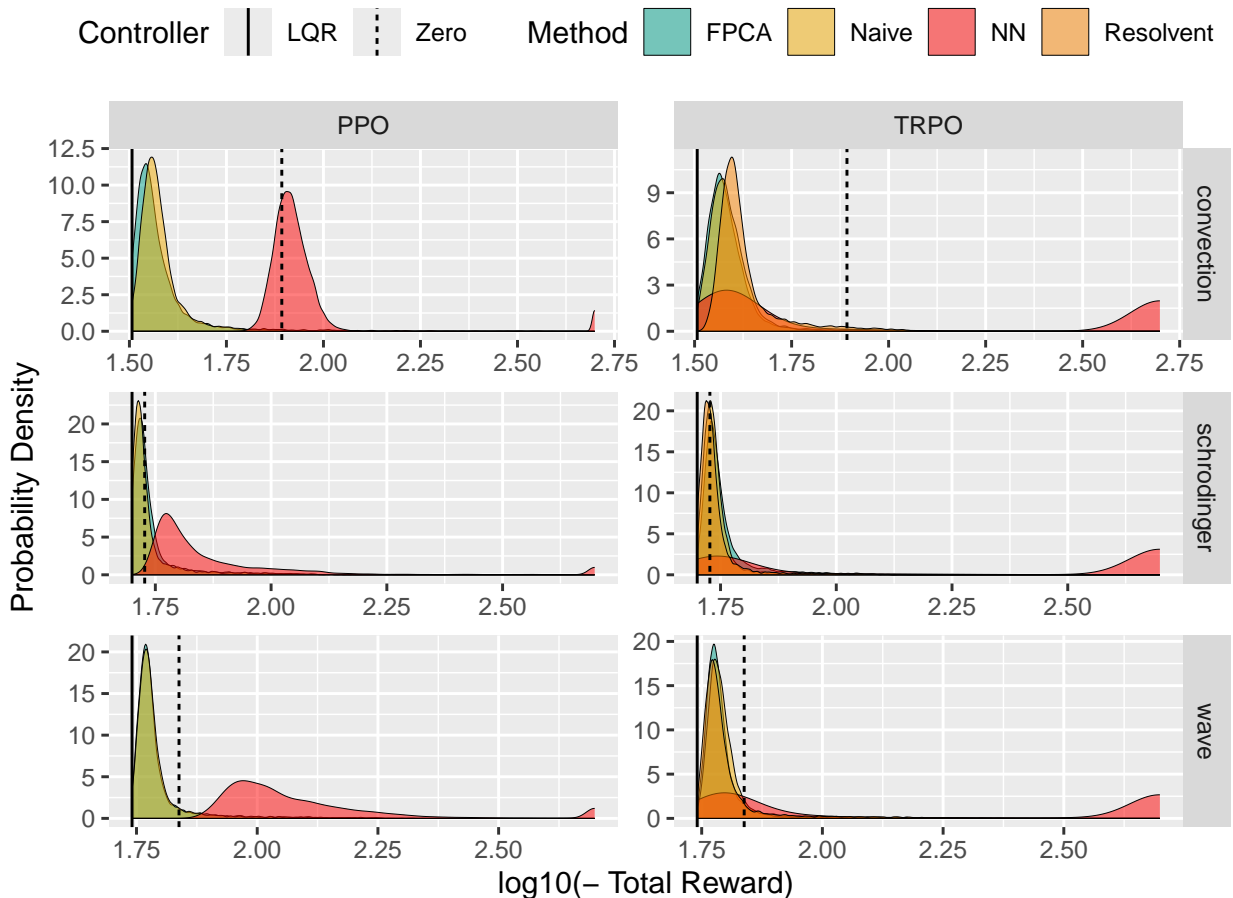 Controller LQR Zero Method FPCA Naive NN Resolvent
PPO TRPO
12.5
10.0
7.5
5.0
2.5
0.0
1.50 1.75 2.00 2.25 2.50 2.75
9
6
3
0
1.50 1.75 2.00 2.25 2.50 2.75
convection
20
15
10
5
0
1.75 2.00 2.25 2.50
20
15
10
5
0
1.75 2.00 2.25 2.50
schrodinger
20
15
10
5
0
1.75 2.00 2.25 2.50
20
15
10
5
0
1.75 2.00 2.25 2.50
wave
Probability Density
log10(− Total Reward)